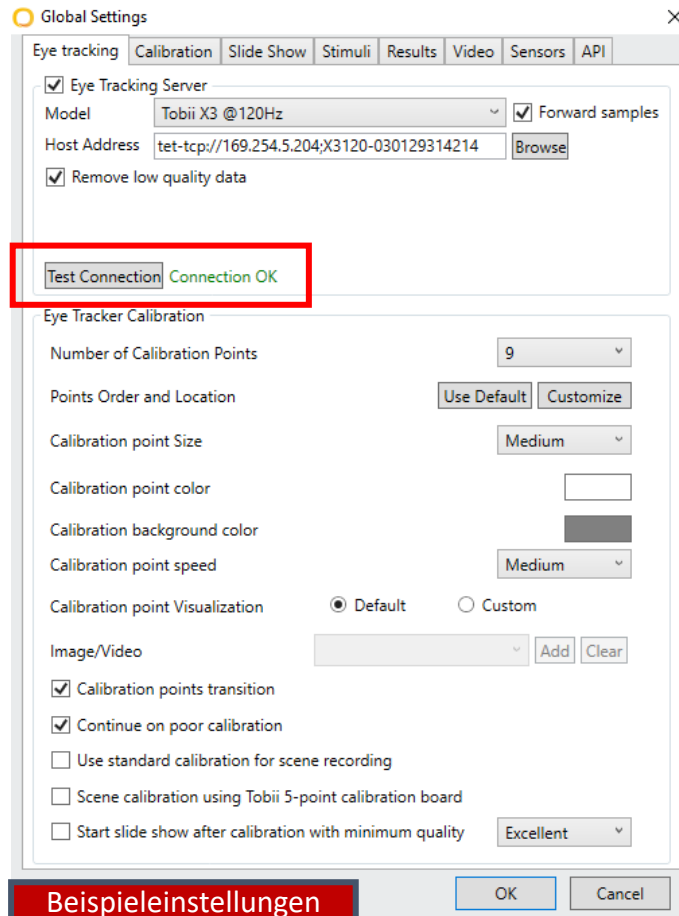 Global Settings
Eye tracking Calibration Slide Show Stimuli Results Video Sensors API
Eye Tracking Server
Model Tobii X3 @120Hz Forward samples
Host Address tet-tcp://169.254.5.204;X3120-030129314214 Browse
Remove low quality data
Test Connection Connection OK
Eye Tracker Calibration
Number of Calibration Points 9
Points Order and Location Use Default Customize
Calibration point Size Medium
Calibration point color
Calibration background color
Calibration point speed Medium
Calibration point Visualization Default Custom
Image/Video Add Clear
Calibration points transition
Continue on poor calibration
Use standard calibration for scene recording
Scene calibration using Tobii 5-point calibration board
Start slide show after calibration with minimum quality Excellent
Beispieleinstellungen OK Cancel